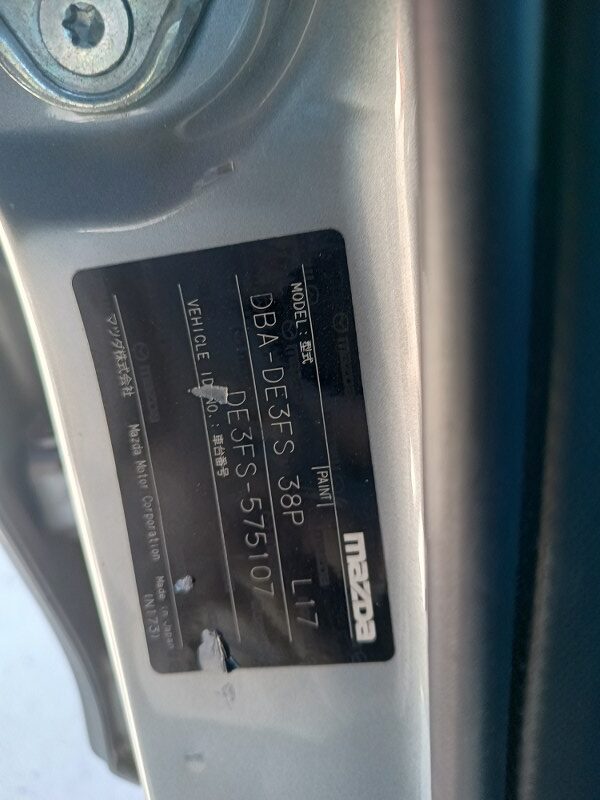 mazda
MODEL: 型式 PAINT
DBA-DE3FS 38P L17
VEHICLE ID NO.: 車台番号
DE3FS-575107
マツダ株式会社 Mazda Motor Corporation Made in Japan
(N173)